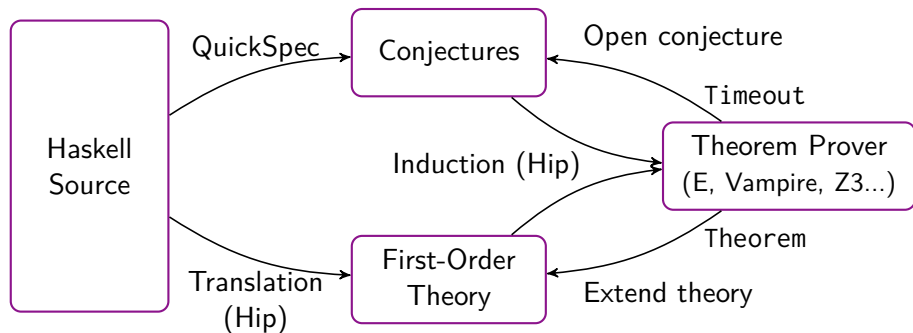 QuickSpec
Conjectures
Open conjecture
Timeout
Haskell
Source
Induction (Hip)
Theorem Prover
(E, Vampire, Z3...)
Translation
(Hip)
First-Order
Theory
Theorem
Extend theory